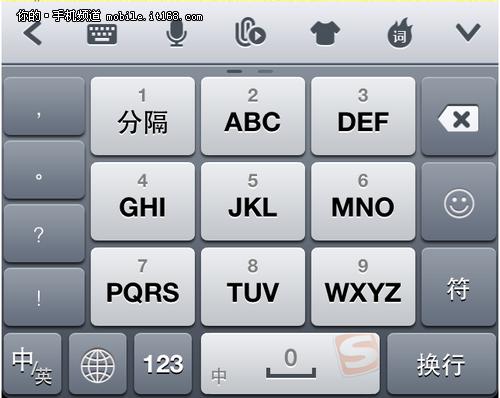 你的·手机频道 mobile.it168.com
词
1 2 3
, 分隔 ABC DEF
。
4 5 6
? GHI JKL MNO
7 8 9
! PQRS TUV WXYZ 符
中/英 123 中 0 S 换行